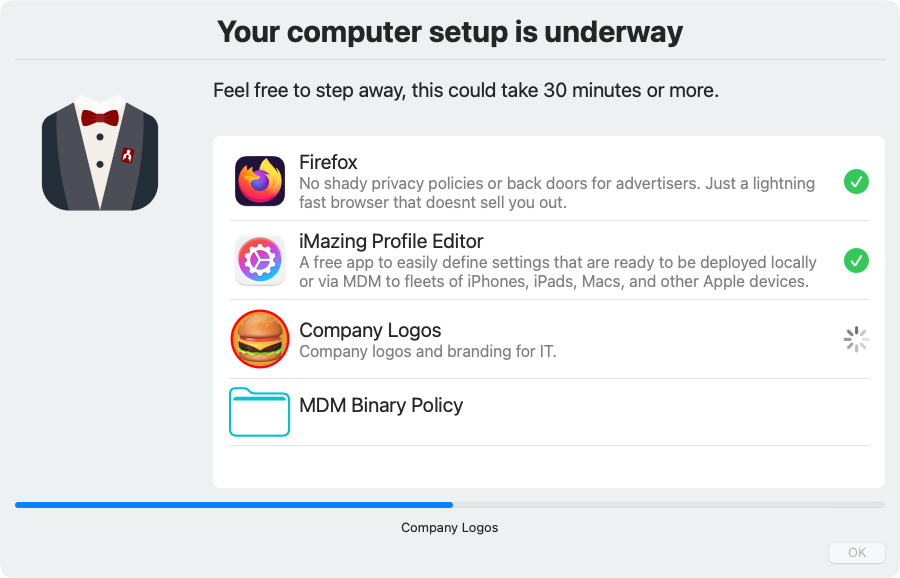 Your computer setup is underway
Feel free to step away, this could take 30 minutes or more.
Firefox
No shady privacy policies or back doors for advertisers. Just a lightning
fast browser that doesnt sell you out.
iMazing Profile Editor
A free app to easily define settings that are ready to be deployed locally
or via MDM to fleets of iPhones, iPads, Macs, and other Apple devices.
Company Logos
Company logos and branding for IT.
MDM Binary Policy
Company Logos
OK